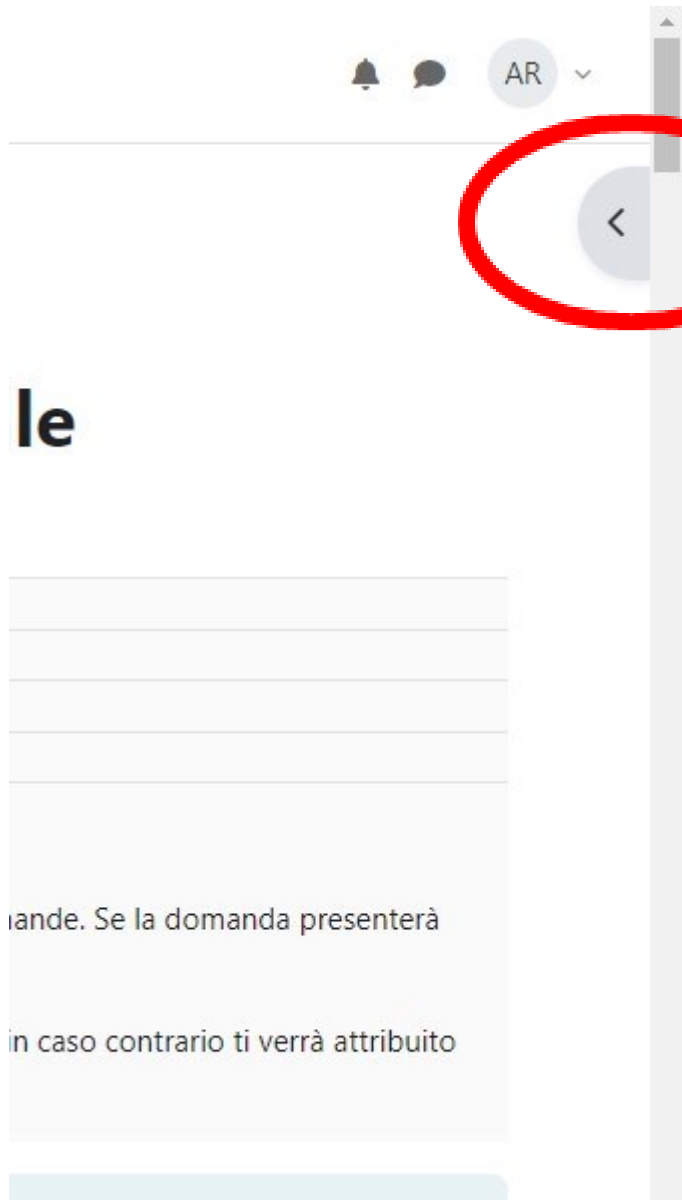 AR
le
ande. Se la domanda presenterà
in caso contrario ti verrà attribuito